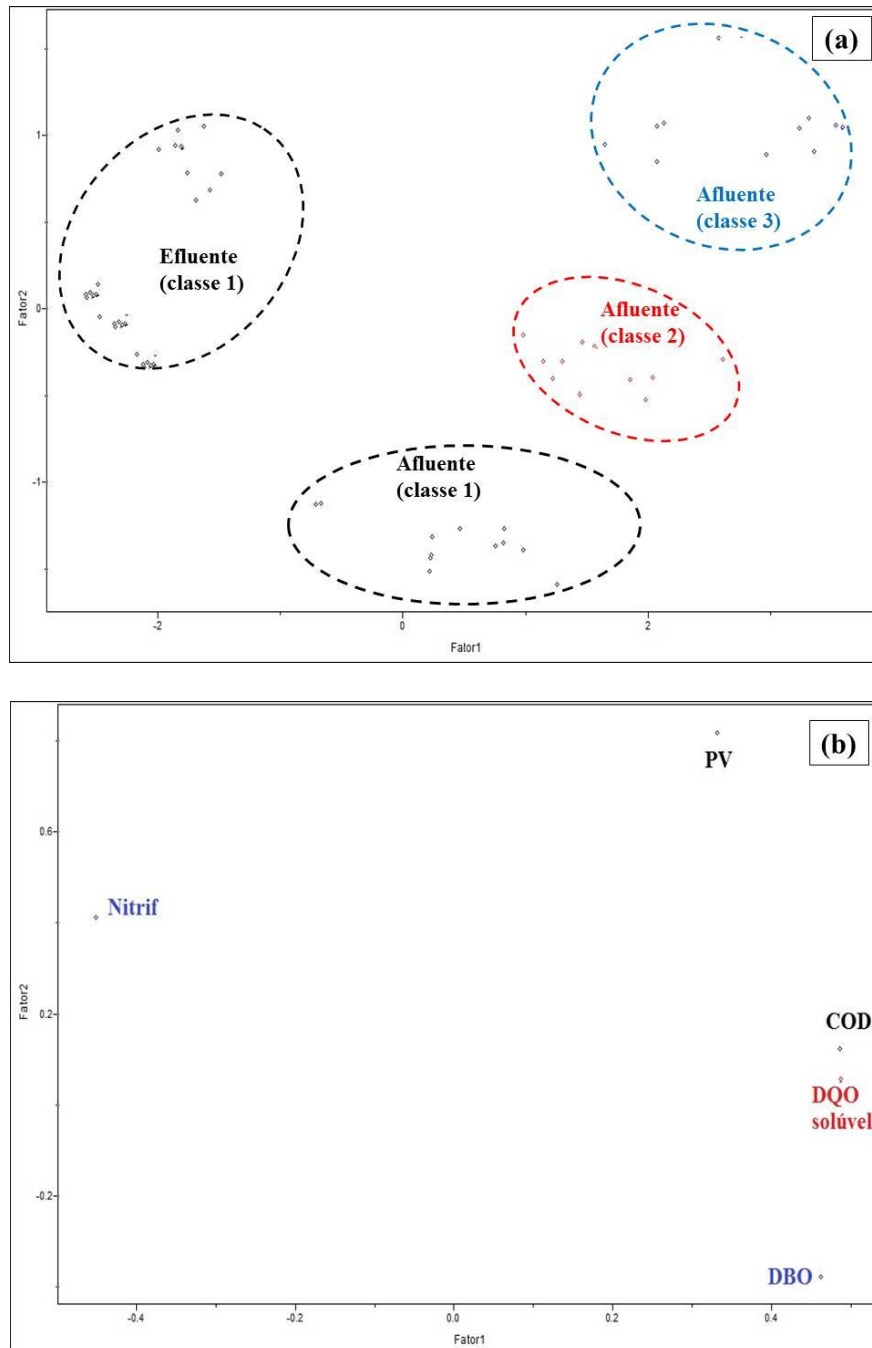 (a)
1
0
-1
Fator2
Efluente
(classe 1)
Afluente
(classe 3)
Afluente
(classe 2)
Afluente
(classe 1)
-2
0
2
Fator1
(b)
PV
0.6
Nitrif
0.2
Fator2
COD
DQO
solúvel
-0.2
DBO
-0.4
-0.2
0.0
0.2
0.4
Fator1